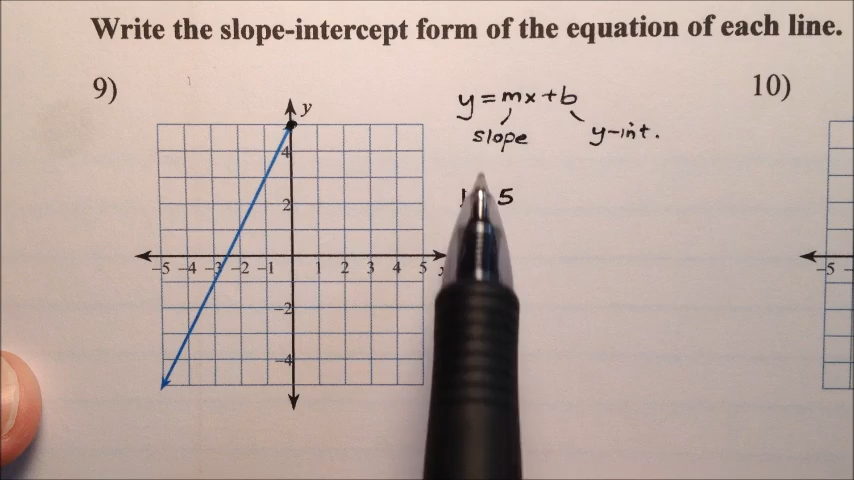 Write the slope-intercept form of the equation of each line.
9)
10)
y
y = mx + b
slope
y-int.
4
2
5
-5 -4 -3 -2 -1 1 2 3 4 5
-5
-2
-4